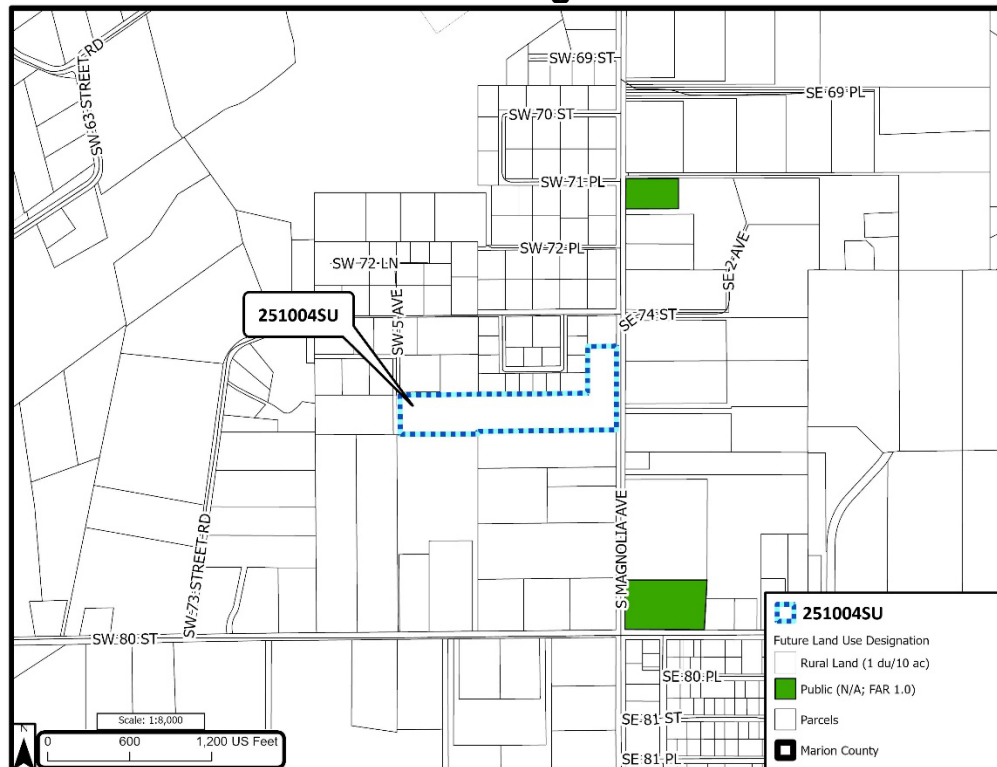 SW 69 ST
SW 63 STREET RD
SE 69 PL
SW 70 ST
SW 71 PL
SW 72 PL
SE 2 AVE
SW 72 LN
251004SU
SW 5 AVE
SE 74 ST
S MAGNOLIA AVE
SW 73 STREET RD
SW 80 ST
SE 80 PL
SE 81 ST
SE 81 PL
Scale: 1:8,000
N
0 600 1,200 US Feet
251004SU
Future Land Use Designation
Rural Land (1 du/10 ac)
Public (N/A; FAR 1.0)
Parcels
Marion County